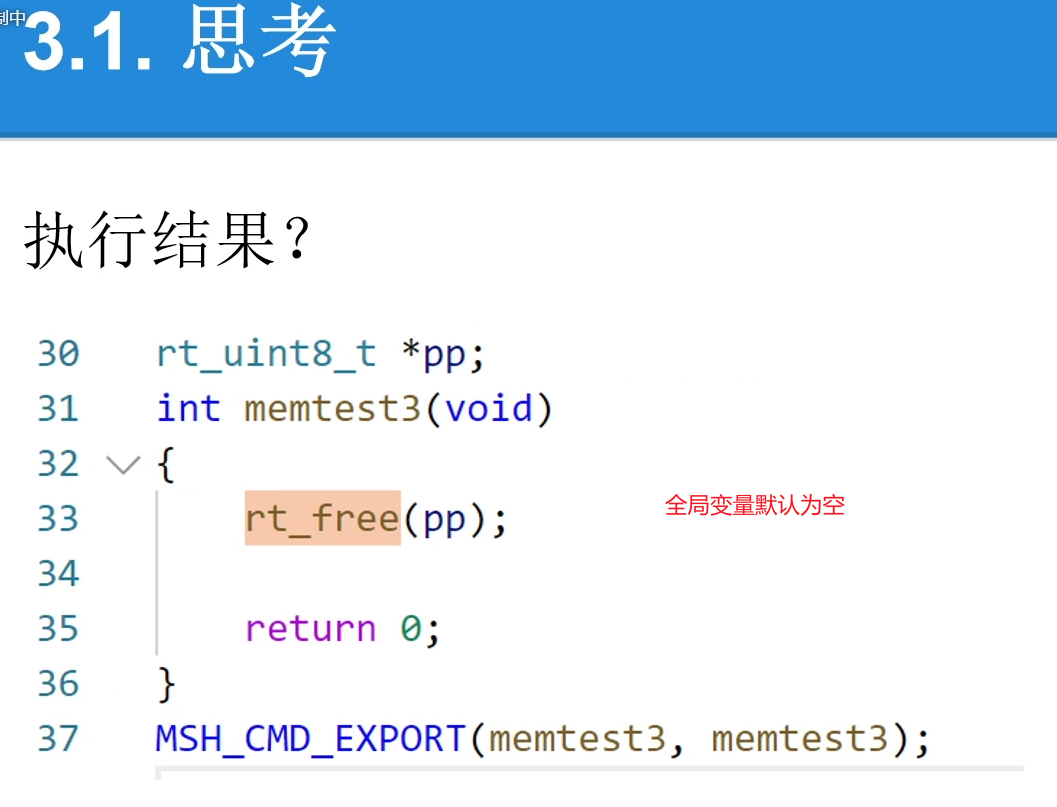 制中
3.1. 思考
执行结果?
30 rt_uint8_t *pp;
31 int memtest3(void)
32 {
33 rt_free(pp);
全局变量默认为空
34
35 return 0;
36 }
37 MSH_CMD_EXPORT(memtest3, memtest3);